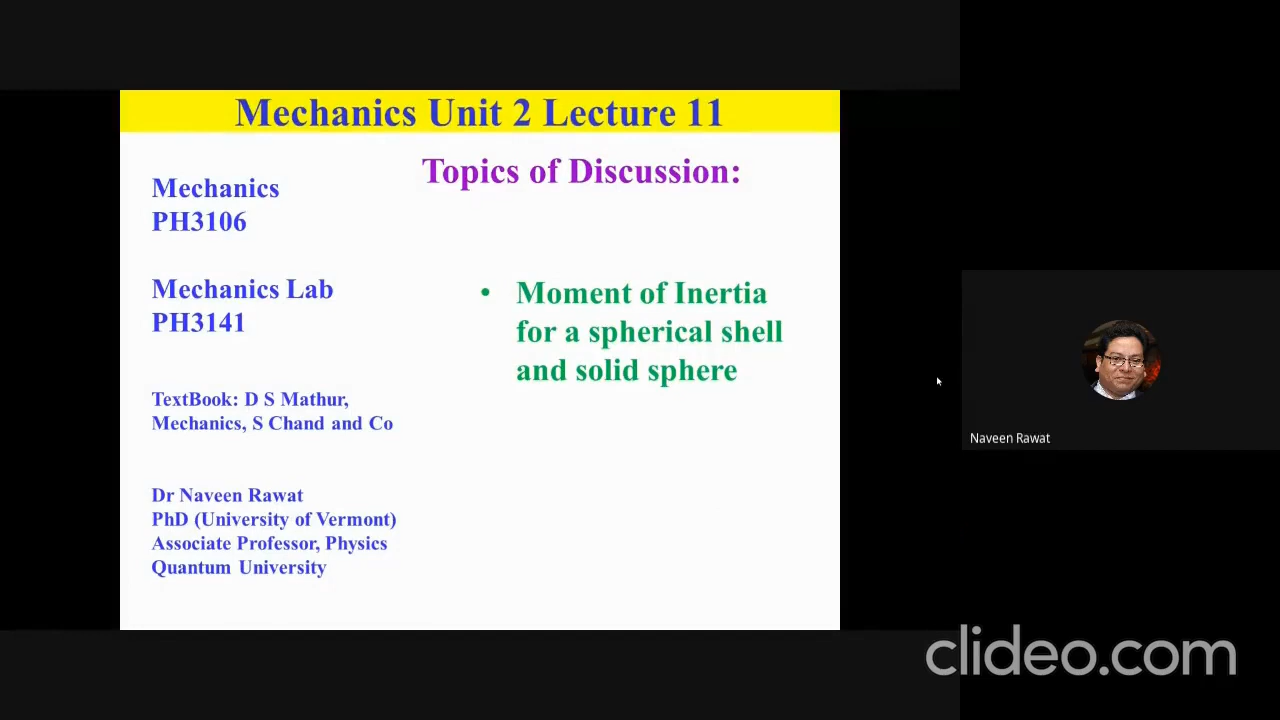 Mechanics Unit 2 Lecture 11
Topics of Discussion:
Mechanics
PH3106
Mechanics Lab
PH3141
TextBook: D S Mathur,
Mechanics, S Chand and Co
Dr Naveen Rawat
PhD (University of Vermont)
Associate Professor, Physics
Quantum University
• Moment of Inertia
for a spherical shell
and solid sphere
Naveen Rawat
clideo.com